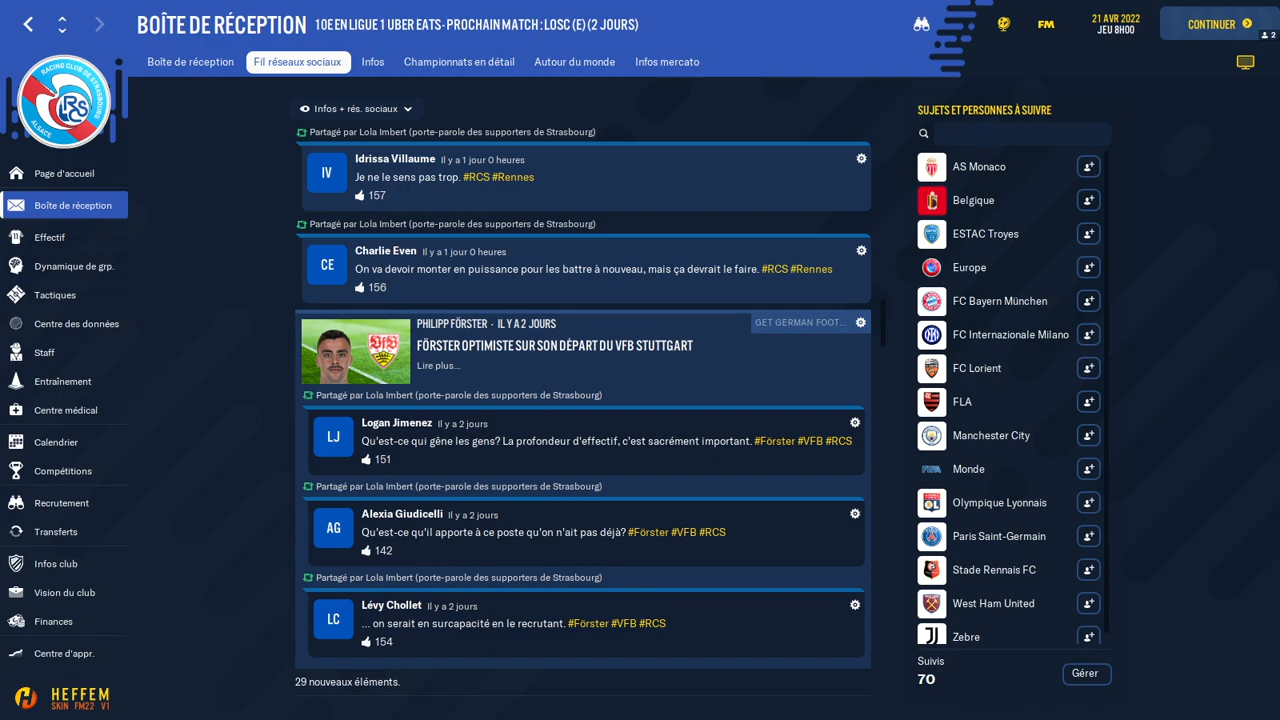 BOÎTE DE RÉCEPTION
10E EN LIGUE 1 UBER EATS - PROCHAIN MATCH : LOSC (E) (2 JOURS)
FM
21 AVR 2022
JEU 8H00
CONTINUER
2
Boîte de réception
Fil réseaux sociaux
Infos
Championnats en détail
Autour du monde
Infos mercato
RACING CLUB DE STRASBOURG
RCS
ALSACE
Page d'accueil
Boîte de réception
Effectif
Dynamique de grp.
Tactiques
Centre des données
Staff
Entraînement
Centre médical
Calendrier
Compétitions
Recrutement
Transferts
Infos club
Vision du club
Finances
Centre d'appr.
HEFFEM
SKIN FM22 V1
Infos + rés. sociaux
Partagé par Lola Imbert (porte-parole des supporters de Strasbourg)
IV
Idrissa Villaume Il y a 1 jour 0 heures
Je ne le sens pas trop. #RCS #Rennes
157
Partagé par Lola Imbert (porte-parole des supporters de Strasbourg)
CE
Charlie Even Il y a 1 jour 0 heures
On va devoir monter en puissance pour les battre à nouveau, mais ça devrait le faire. #RCS #Rennes
156
PHILIPP FÖRSTER - IL Y A 2 JOURS
GET GERMAN FOOT...
FÖRSTER OPTIMISTE SUR SON DÉPART DU VFB STUTTGART
Lire plus...
Partagé par Lola Imbert (porte-parole des supporters de Strasbourg)
LJ
Logan Jimenez Il y a 2 jours
Qu'est-ce qui gêne les gens? La profondeur d'effectif, c'est sacrément important. #Förster #VFB #RCS
151
Partagé par Lola Imbert (porte-parole des supporters de Strasbourg)
AG
Alexia Giudicelli Il y a 2 jours
Qu'est-ce qu'il apporte à ce poste qu'on n'ait pas déjà? #Förster #VFB #RCS
142
Partagé par Lola Imbert (porte-parole des supporters de Strasbourg)
LC
Lévy Chollet Il y a 2 jours
... on serait en surcapacité en le recrutant. #Förster #VFB #RCS
154
29 nouveaux éléments.
SUJETS ET PERSONNES À SUIVRE
AS Monaco
Belgique
ESTAC Troyes
Europe
FC Bayern München
FC Internazionale Milano
FC Lorient
FLA
Manchester City
Monde
Olympique Lyonnais
Paris Saint-Germain
Stade Rennais FC
West Ham United
Zebre
Suivis
70
Gérer